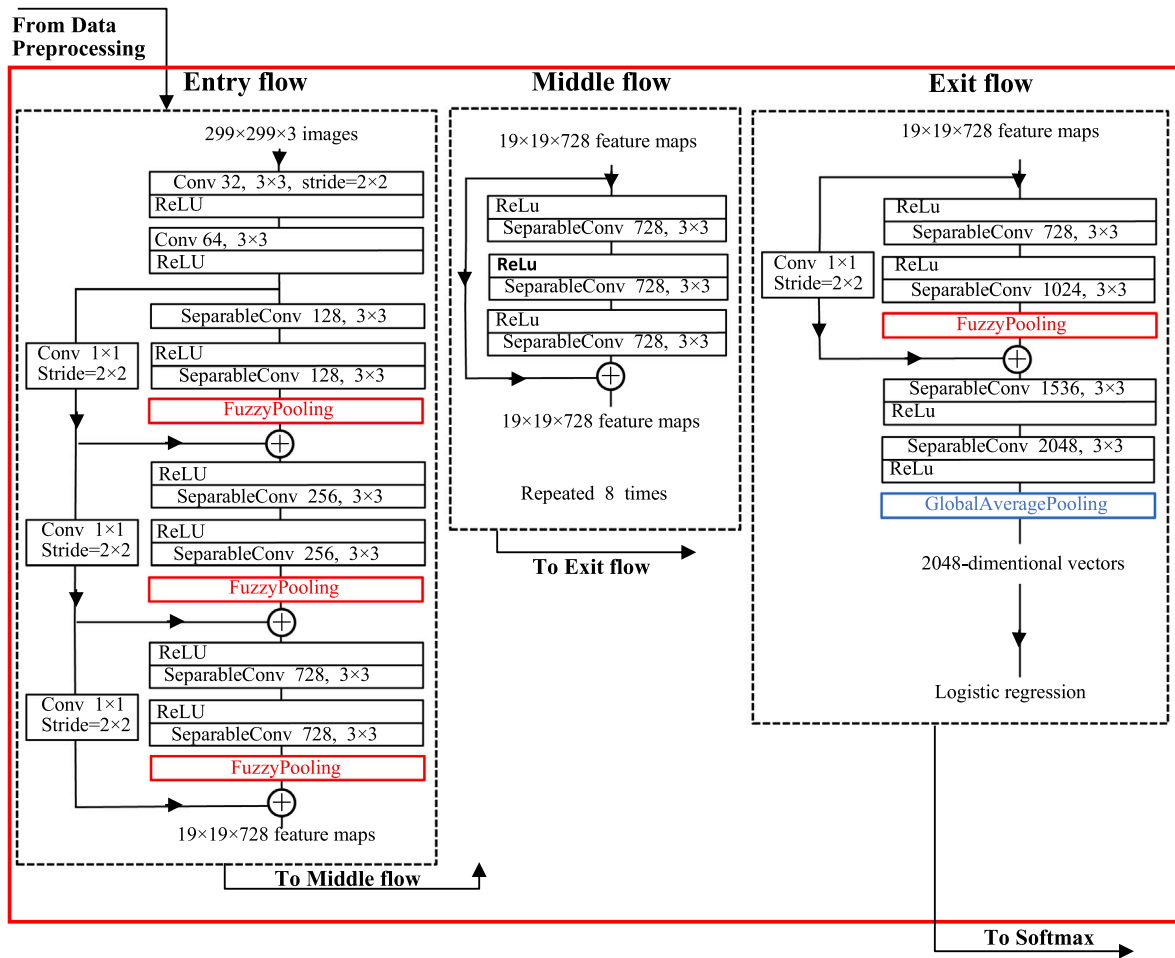 From Data
Preprocessing
Entry flow
299×299×3 images
Conv 32, 3×3, stride=2×2
ReLU
Conv 64, 3×3
ReLU
SeparableConv 128, 3×3
Conv 1×1
Stride=2×2
ReLU
SeparableConv 128, 3×3
FuzzyPooling
ReLU
SeparableConv 256, 3×3
Conv 1×1
Stride=2×2
ReLU
SeparableConv 256, 3×3
FuzzyPooling
ReLU
SeparableConv 728, 3×3
Conv 1×1
Stride=2×2
ReLU
SeparableConv 728, 3×3
FuzzyPooling
19×19×728 feature maps
To Middle flow
Middle flow
19×19×728 feature maps
ReLu
SeparableConv 728, 3×3
ReLu
SeparableConv 728, 3×3
ReLu
SeparableConv 728, 3×3
19×19×728 feature maps
Repeated 8 times
To Exit flow
Exit flow
19×19×728 feature maps
ReLu
SeparableConv 728, 3×3
Conv 1×1
Stride=2×2
ReLu
SeparableConv 1024, 3×3
FuzzyPooling
SeparableConv 1536, 3×3
ReLu
SeparableConv 2048, 3×3
ReLu
GlobalAveragePooling
2048-dimentional vectors
Logistic regression
To Softmax